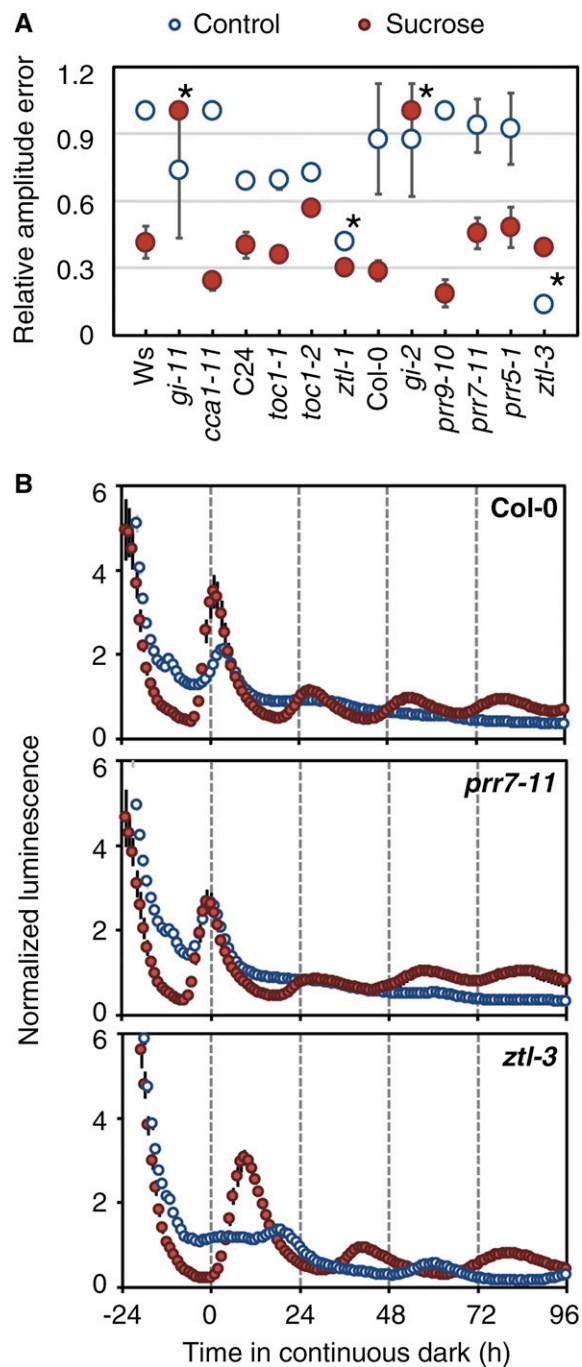 Control Sucrose
A
Relative amplitude error
1.2
0.9
0.6
0.3
0
* * * *
Ws gi-11 cca1-11 C24 toc1-1 toc1-2 ztl-1 Col-0 gi-2 prr9-10 prr7-11 prr5-1 ztl-3
B
Normalized luminescence
6
4
2
0
Col-0
6
4
2
0
prr7-11
6
4
2
0
ztl-3
-24 0 24 48 72 96
Time in continuous dark (h)